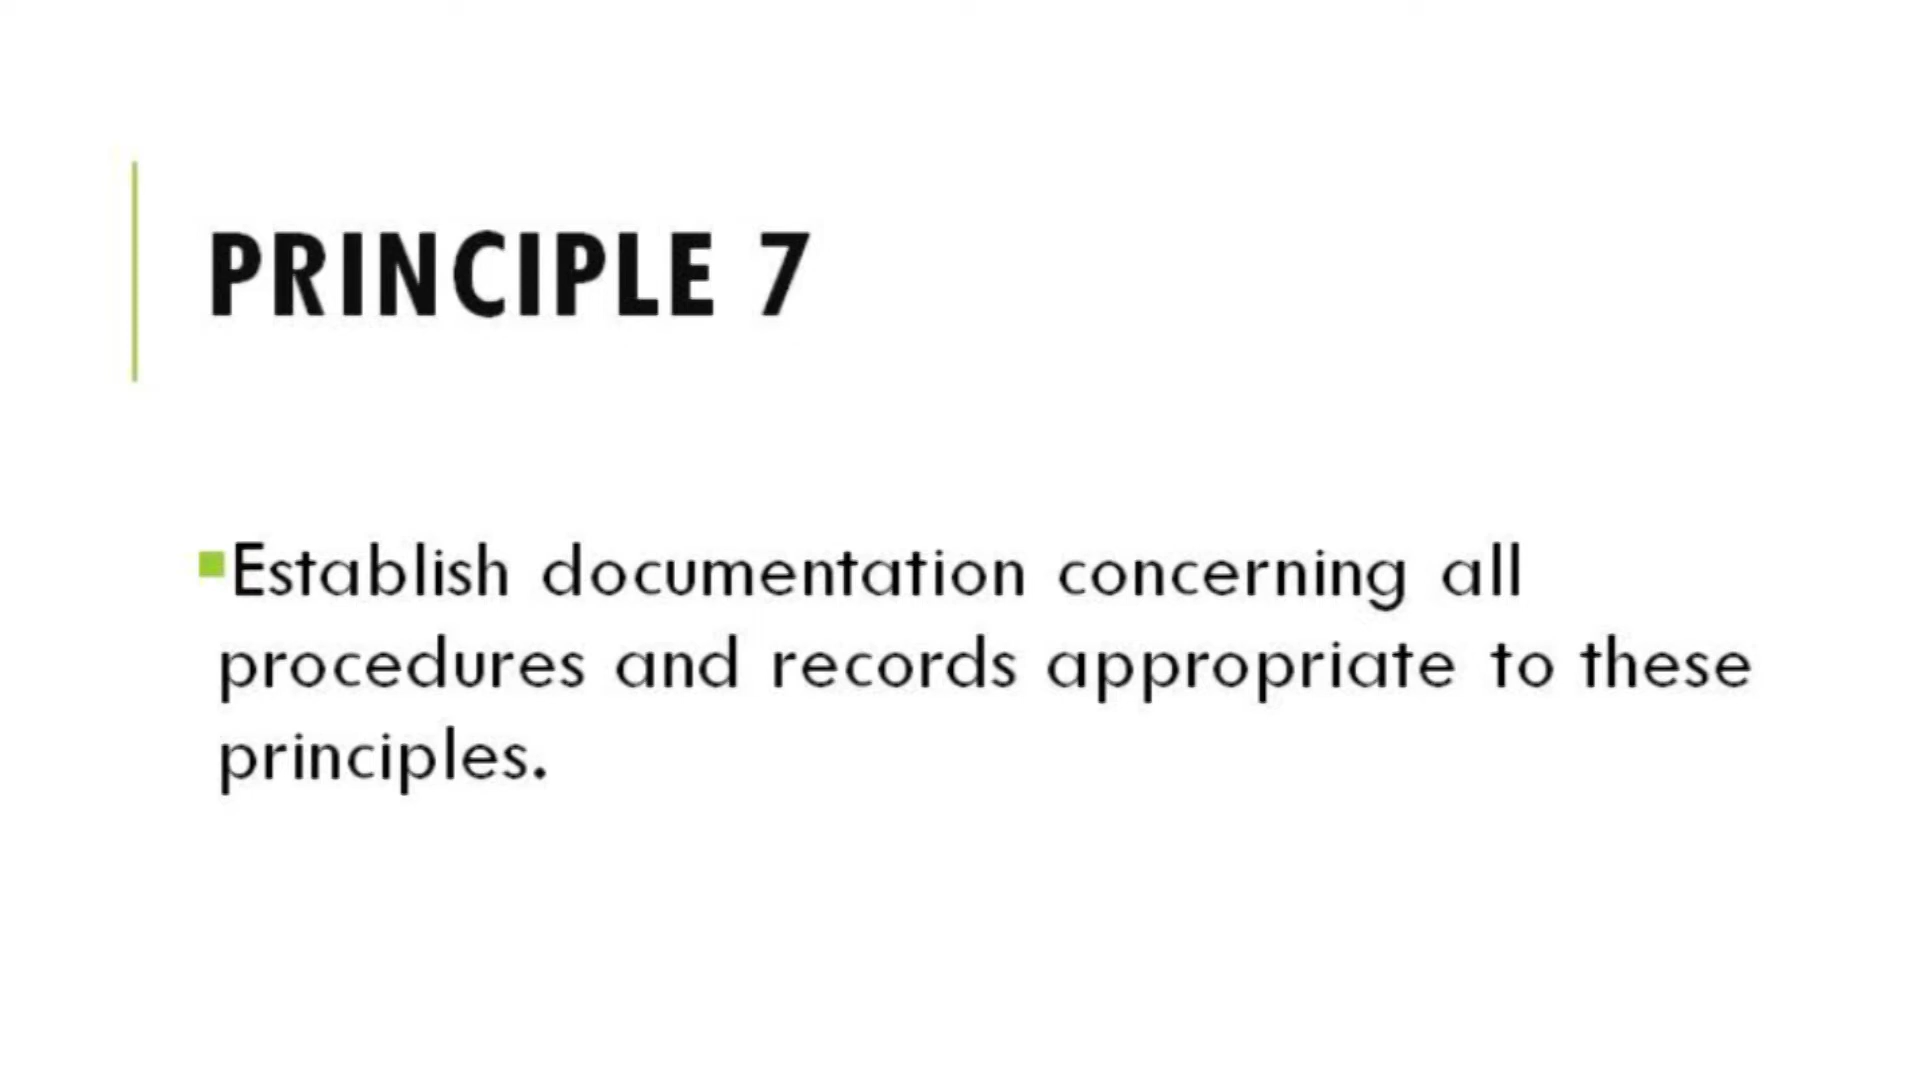 PRINCIPLE 7
Establish documentation concerning all
procedures and records appropriate to these
principles.